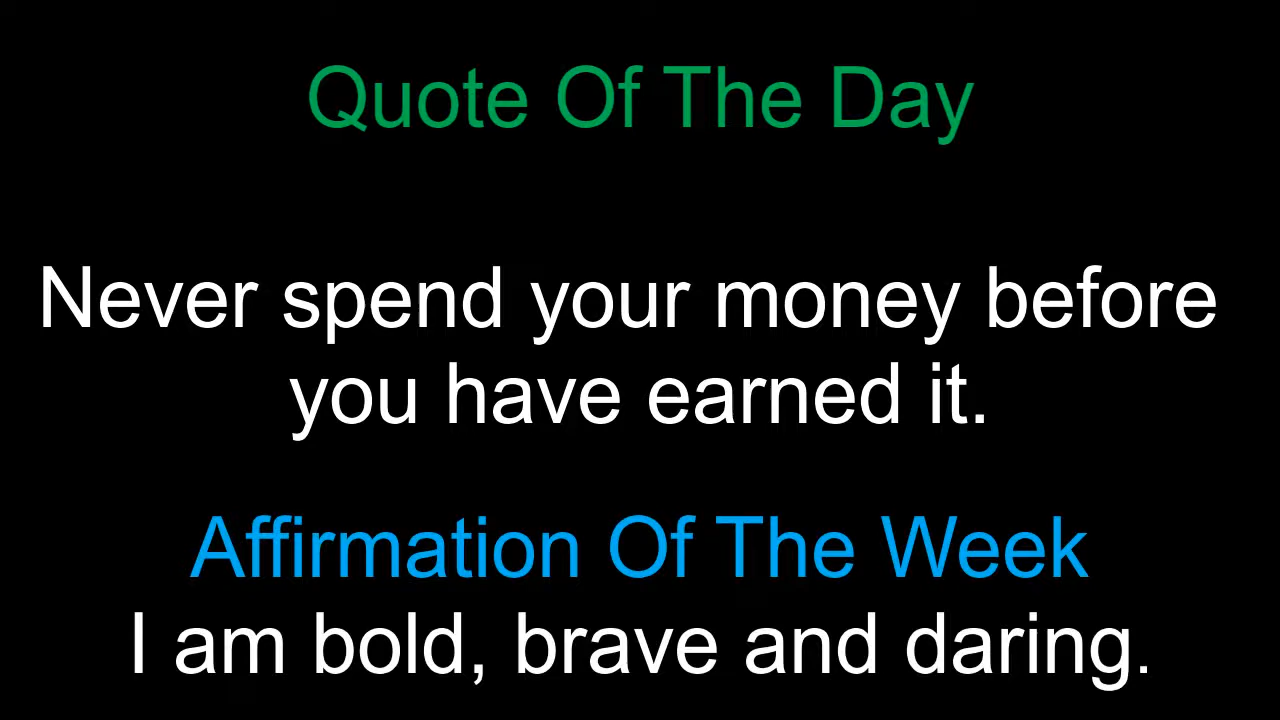 Quote Of The Day
Never spend your money before
you have earned it.
Affirmation Of The Week
I am bold, brave and daring.